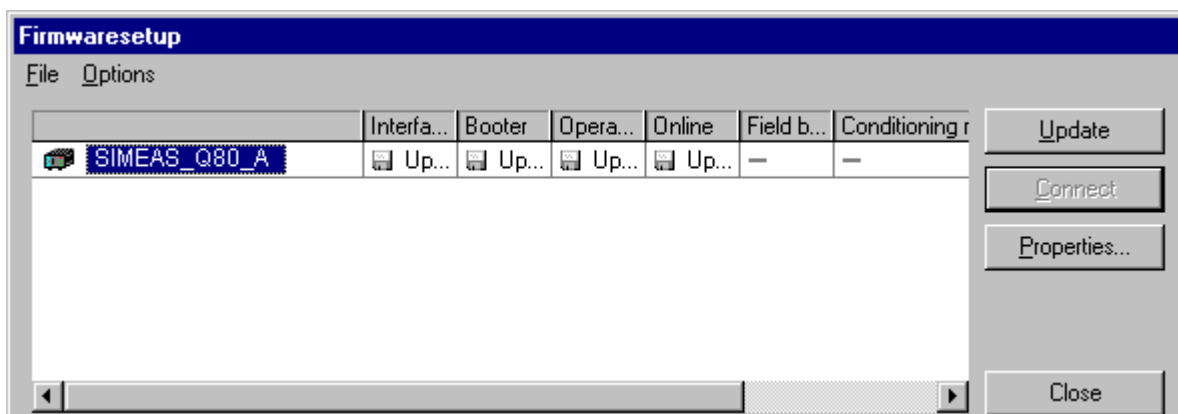 Firmwaresetup
File Options
Interfa... Booter Opera... Online Field b... Conditioning r
SIMEAS_Q80_A Up... Up... Up... Up... – –
Update
Connect
Properties...
Close